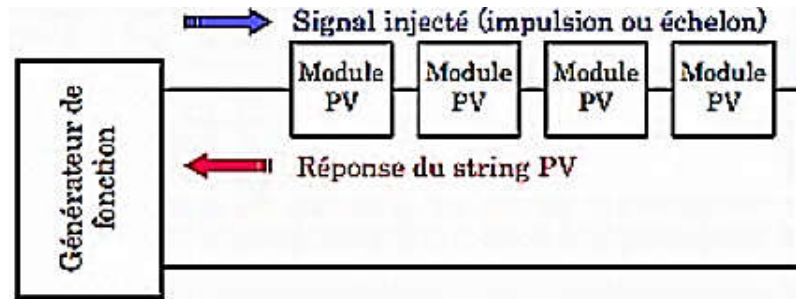 Signal injecté (impulsion ou échelon)
Module
PV
Module
PV
Module
PV
Module
PV
Réponse du string PV
Générateur de
fonction